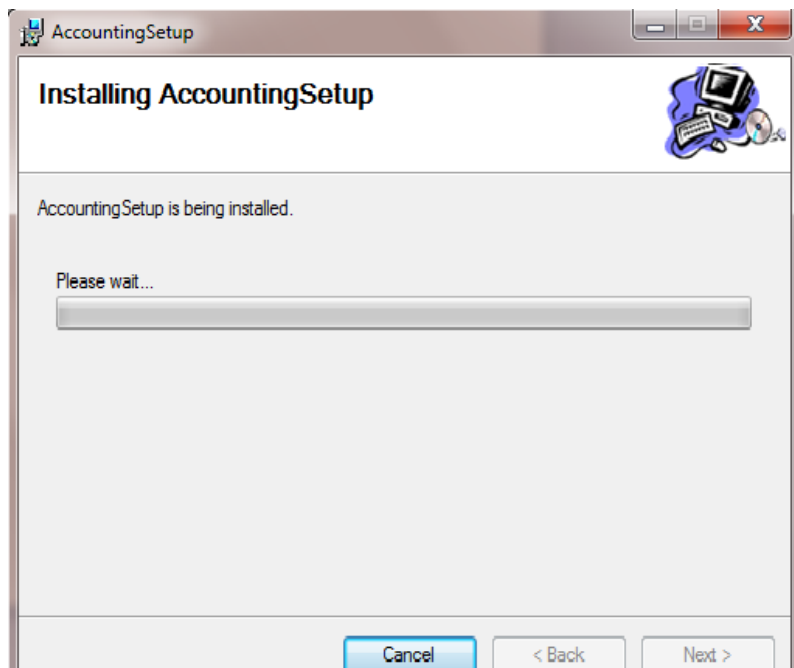 AccountingSetup
Installing AccountingSetup
AccountingSetup is being installed.
Please wait...
Cancel
< Back
Next >